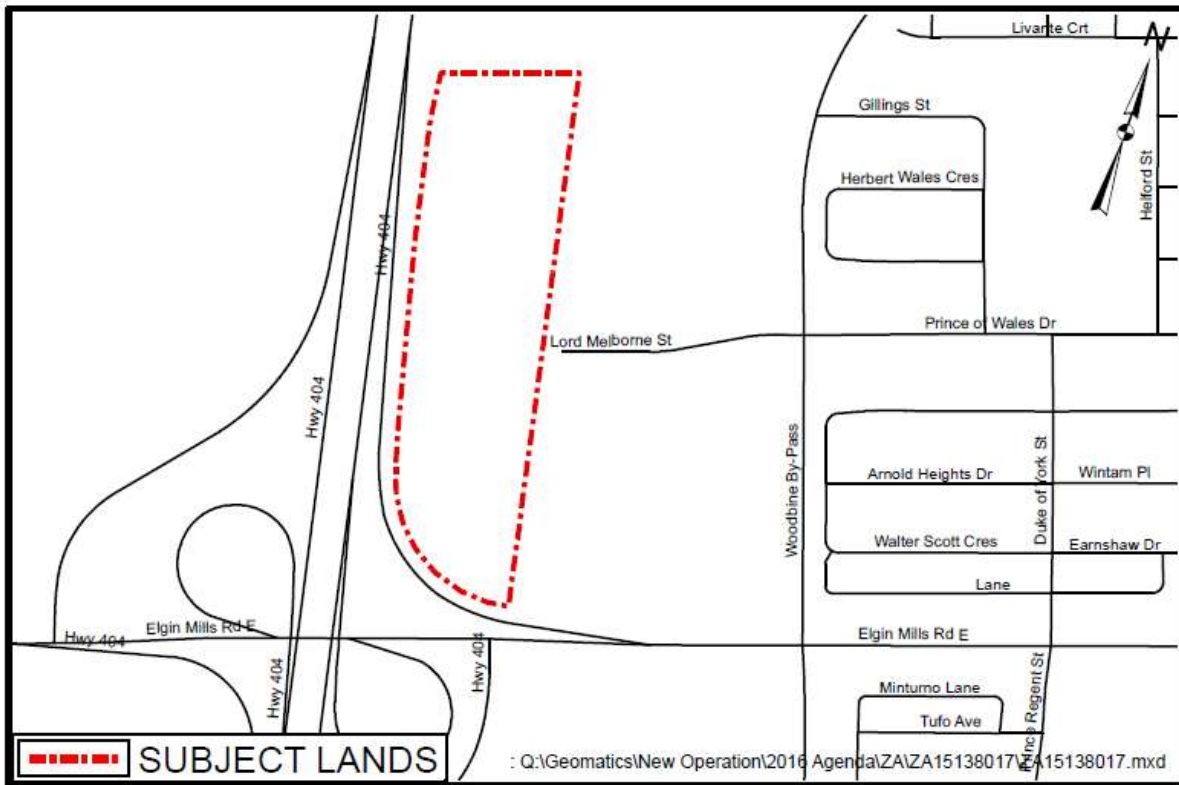 Livante Crt
N
Gillings St
Herbert Wales Cres
Helford St
Hwy 404
Prince of Wales Dr
Lord Melborne St
Hwy 404
Woodbine By-Pass
Duke of York St
Arnold Heights Dr
Wintam Pl
Walter Scott Cres
Earnshaw Dr
Lane
Elgin Mills Rd E
Hwy 404
Elgin Mills Rd E
Hwy 404
Hwy 404
Prince Regent St
Minturno Lane
Tufo Ave
SUBJECT LANDS
: Q:\Geomatics\New Operation\2016 Agenda\ZA\ZA15138017\ZA15138017.mxd